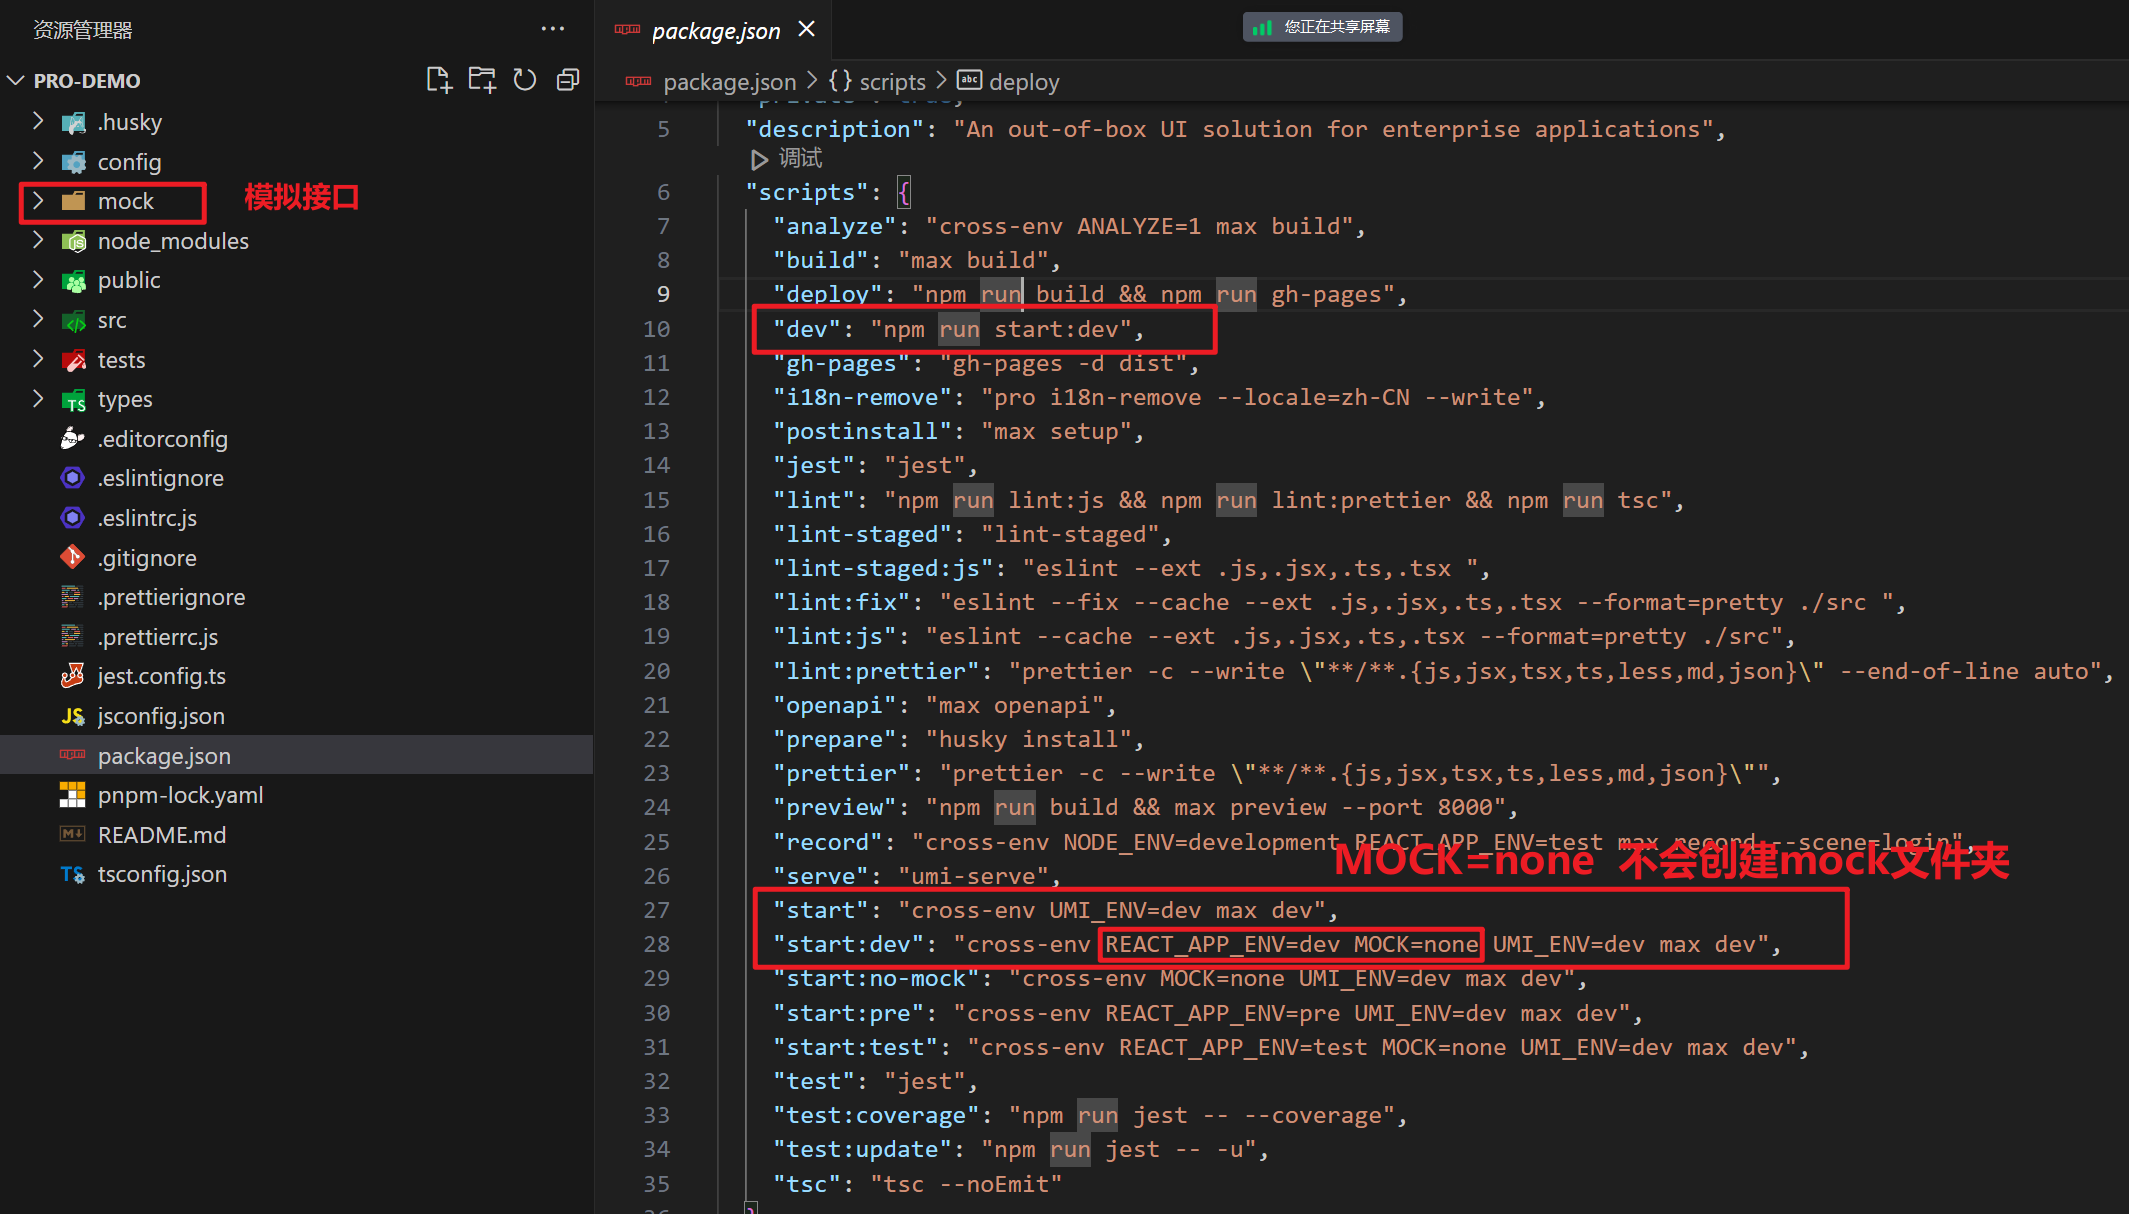 资源管理器
PRO-DEMO
.husky
config
mock
模拟接口
node_modules
public
src
tests
types
.editorconfig
.eslintignore
.eslintrc.js
.gitignore
.prettierignore
.prettierrc.js
jest.config.ts
jsconfig.json
package.json
pnpm-lock.yaml
README.md
tsconfig.json
package.json
您正在共享屏幕
package.json > {} scripts > deploy
5 "description": "An out-of-box UI solution for enterprise applications",
调试
6 "scripts": {
7 "analyze": "cross-env ANALYZE=1 max build",
8 "build": "max build",
9 "deploy": "npm run build && npm run gh-pages",
10 "dev": "npm run start:dev",
11 "gh-pages": "gh-pages -d dist",
12 "i18n-remove": "pro i18n-remove --locale=zh-CN --write",
13 "postinstall": "max setup",
14 "jest": "jest",
15 "lint": "npm run lint:js && npm run lint:prettier && npm run tsc",
16 "lint-staged": "lint-staged",
17 "lint-staged:js": "eslint --ext .js,.jsx,.ts,.tsx ",
18 "lint:fix": "eslint --fix --cache --ext .js,.jsx,.ts,.tsx --format=pretty ./src ",
19 "lint:js": "eslint --cache --ext .js,.jsx,.ts,.tsx --format=pretty ./src",
20 "lint:prettier": "prettier -c --write \"**/**.{js,jsx,tsx,ts,less,md,json}\" --end-of-line auto",
21 "openapi": "max openapi",
22 "prepare": "husky install",
23 "prettier": "prettier -c --write \"**/**.{js,jsx,tsx,ts,less,md,json}\"",
24 "preview": "npm run build && max preview --port 8000",
25 "record": "cross-env NODE_ENV=development REACT_APP_ENV=test max record --scene=login",
MOCK=none 不会创建mock文件夹
26 "serve": "umi-serve",
27 "start": "cross-env UMI_ENV=dev max dev",
28 "start:dev": "cross-env REACT_APP_ENV=dev MOCK=none UMI_ENV=dev max dev",
29 "start:no-mock": "cross-env MOCK=none UMI_ENV=dev max dev",
30 "start:pre": "cross-env REACT_APP_ENV=pre UMI_ENV=dev max dev",
31 "start:test": "cross-env REACT_APP_ENV=test MOCK=none UMI_ENV=dev max dev",
32 "test": "jest",
33 "test:coverage": "npm run jest -- --coverage",
34 "test:update": "npm run jest -- -u",
35 "tsc": "tsc --noEmit"